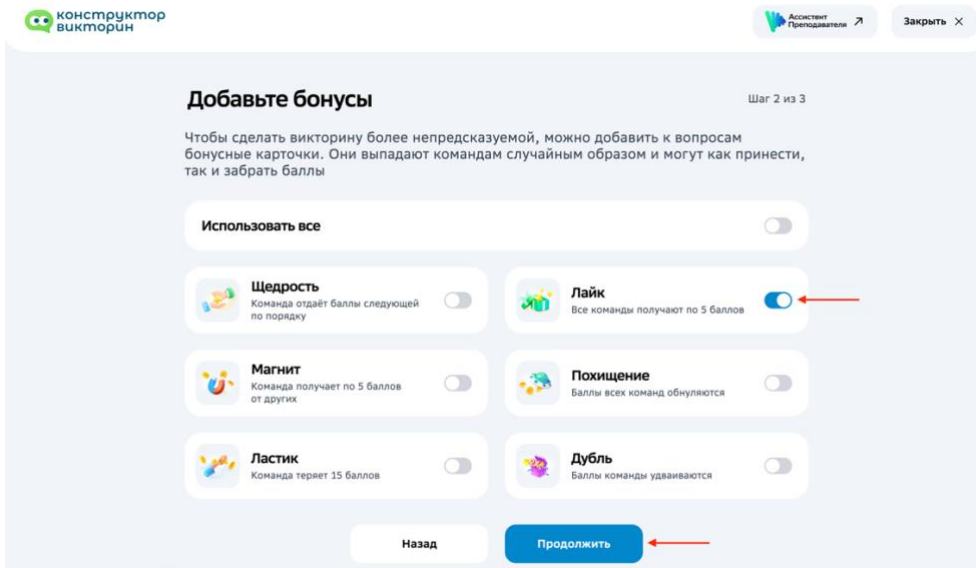 конструктор
викторин
Ассистент
Преподавателя
Закрыть
Добавьте бонусы
Шаг 2 из 3
Чтобы сделать викторину более непредсказуемой, можно добавить к вопросам
бонусные карточки. Они выпадают командам случайным образом и могут как принести,
так и забрать баллы
Использовать все
Щедрость
Команда отдаёт баллы следующей
по порядку
Лайк
Все команды получают по 5 баллов
Магнит
Команда получает по 5 баллов
от других
Похищение
Баллы всех команд обнуляются
Ластик
Команда теряет 15 баллов
Дубль
Баллы команды удваиваются
Назад
Продолжить